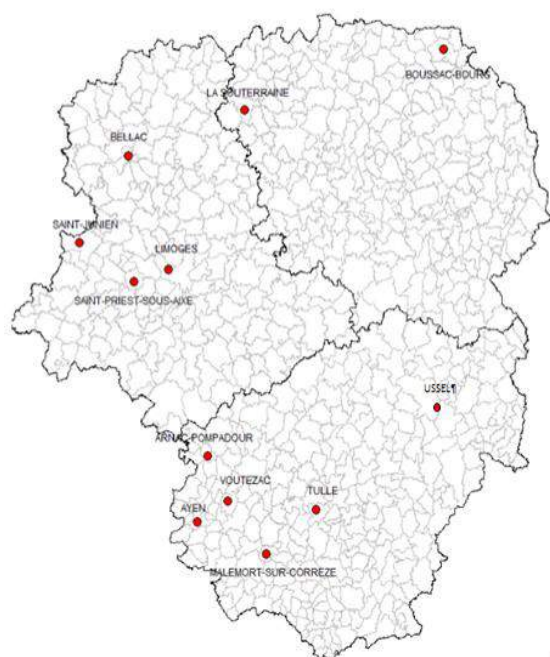 BOUSSAC-BOURG
LA SOUTERRAINE
BELLAC
SAINT-JUNIEN
LIMOGES
SAINT-PRIEST-SOUS-AIXE
USSEL¶
ARNAC-POMPADOUR
VOUTEZAC
TULLE
AYEN
MALEMORT-SUR-CORREZE